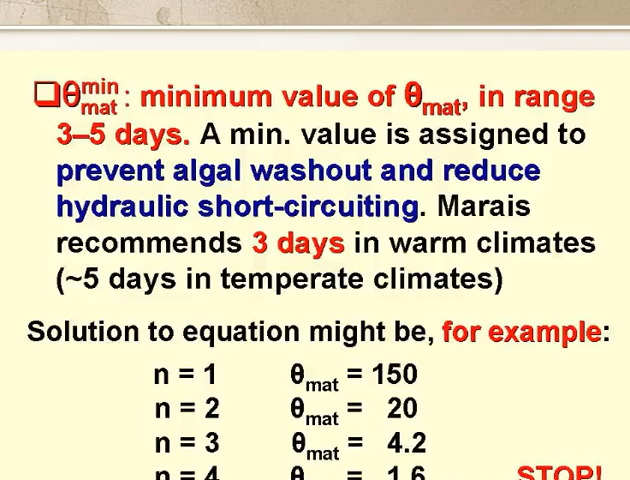 ❑θ min mat : minimum value of θmat, in range
3–5 days. A min. value is assigned to
prevent algal washout and reduce
hydraulic short-circuiting. Marais
recommends 3 days in warm climates
(~5 days in temperate climates)
Solution to equation might be, for example:
n = 1 θmat = 150
n = 2 θmat = 20
n = 3 θmat = 4.2
n = 4 θ = 1.6 STOP!